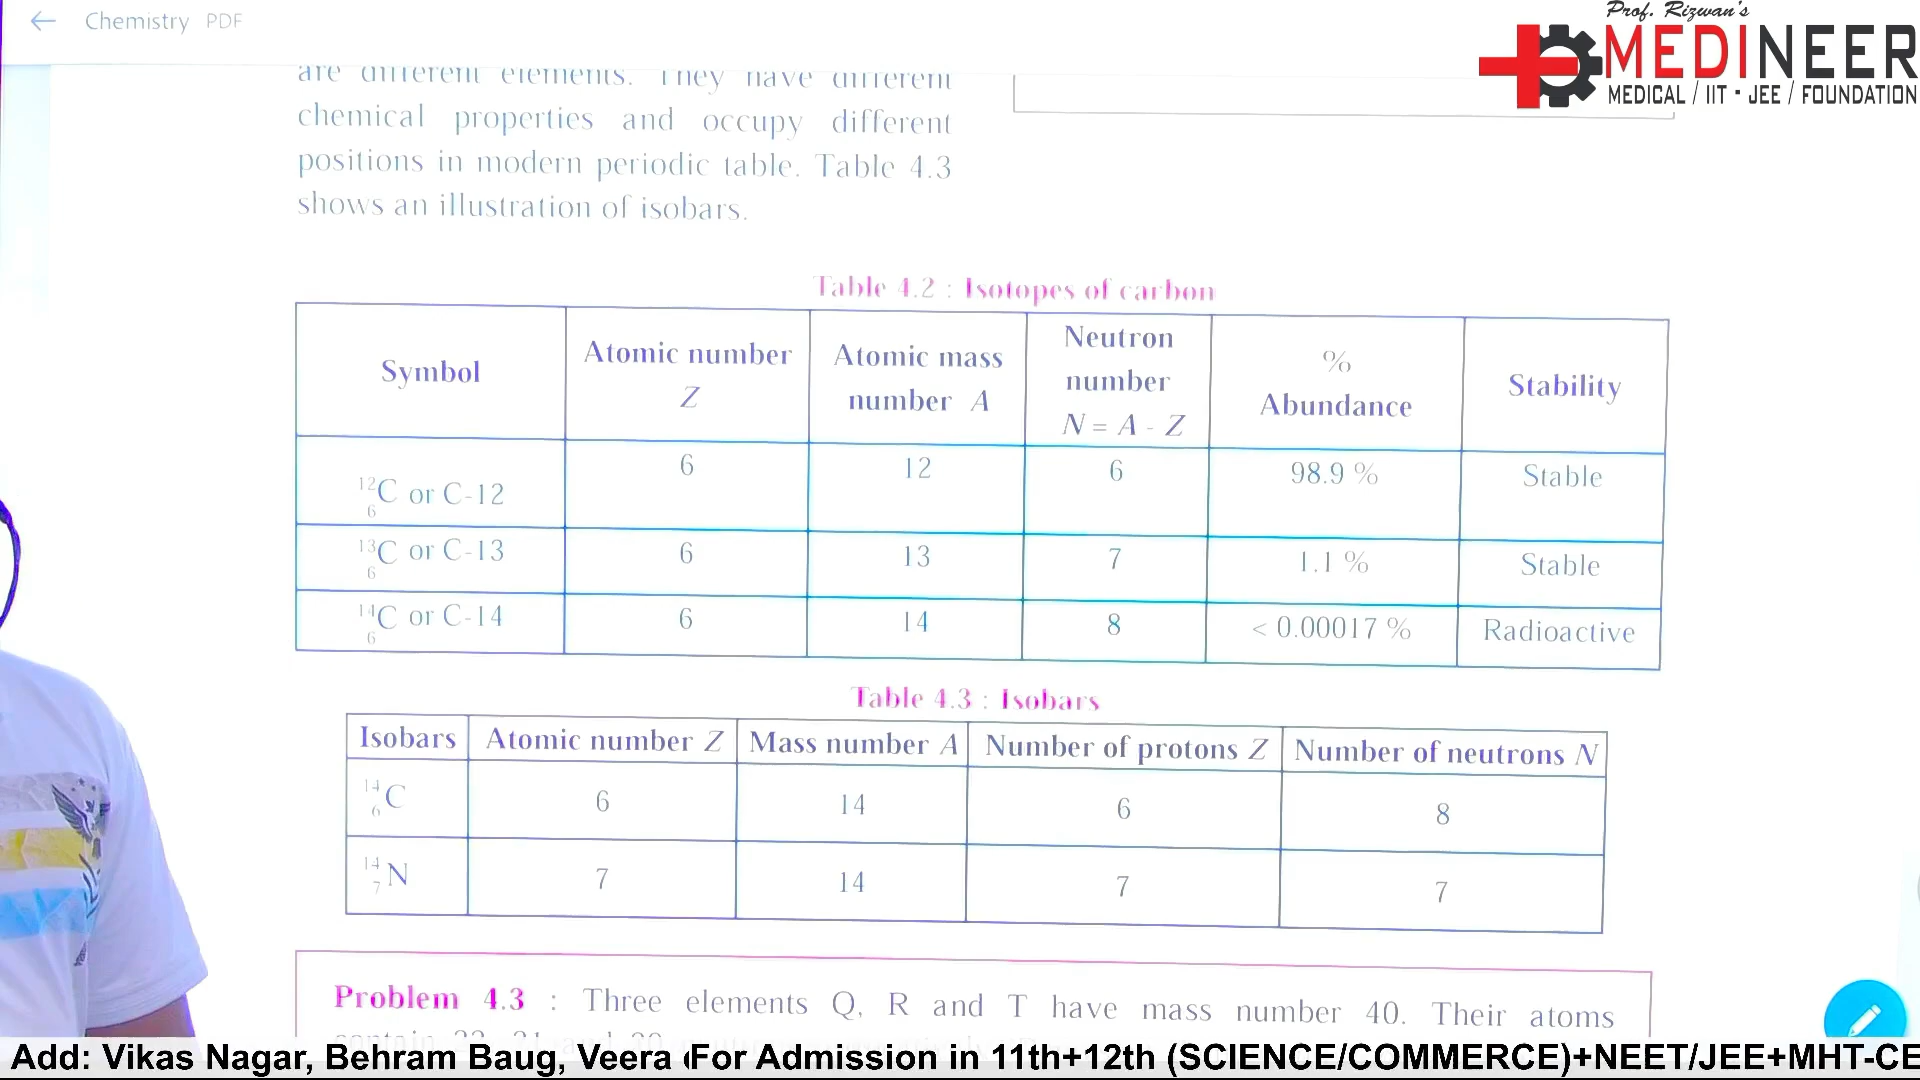 ← Chemistry PDF
Prof. Rizwan's
MEDINEER
MEDICAL / IIT - JEE / FOUNDATION
are different elements. They have different
chemical properties and occupy different
positions in modern periodic table. Table 4.3
shows an illustration of isobars.
Table 4.2 : Isotopes of carbon
Symbol | Atomic number Z | Atomic mass number A | Neutron number N = A - Z | % Abundance | Stability
¹²₆C or C-12 | 6 | 12 | 6 | 98.9 % | Stable
¹³₆C or C-13 | 6 | 13 | 7 | 1.1 % | Stable
¹⁴₆C or C-14 | 6 | 14 | 8 | < 0.00017 % | Radioactive
Table 4.3 : Isobars
Isobars | Atomic number Z | Mass number A | Number of protons Z | Number of neutrons N
¹⁴₆C | 6 | 14 | 6 | 8
¹⁴₇N | 7 | 14 | 7 | 7
Problem 4.3 : Three elements Q, R and T have mass number 40. Their atoms
Add: Vikas Nagar, Behram Baug, Veera For Admission in 11th+12th (SCIENCE/COMMERCE)+NEET/JEE+MHT-CE